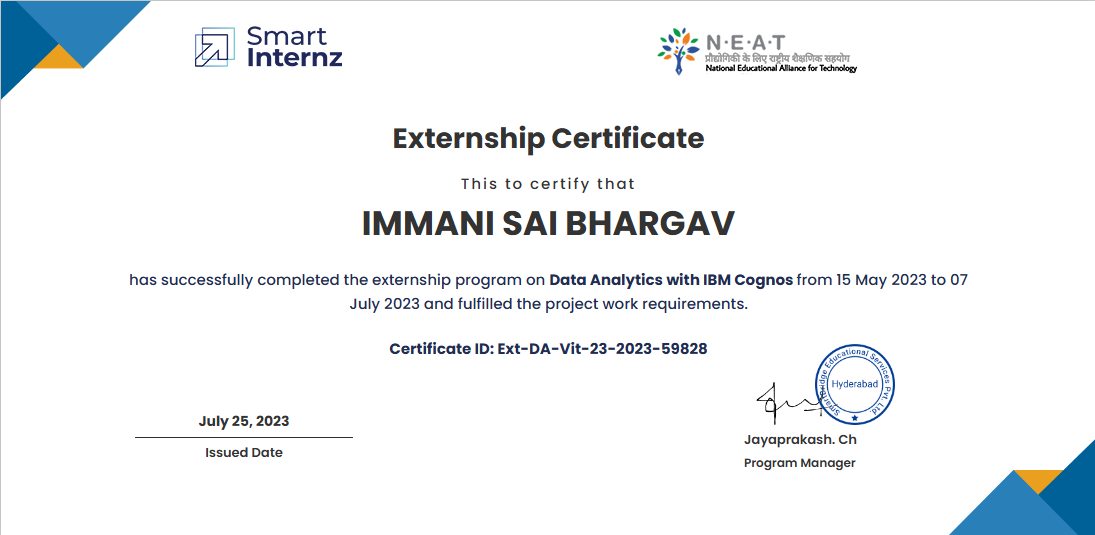 Smart
Internz
N·E·A·T
प्रौद्योगिकी के लिए राष्ट्रीय शैक्षणिक सहयोग
National Educational Alliance for Technology
Externship Certificate
This to certify that
IMMANI SAI BHARGAV
has successfully completed the externship program on Data Analytics with IBM Cognos from 15 May 2023 to 07
July 2023 and fulfilled the project work requirements.
Certificate ID: Ext-DA-Vit-23-2023-59828
SmartBridge Educational Services Pvt. Ltd.
Hyderabad
July 25, 2023
Issued Date
Jayaprakash. Ch
Program Manager